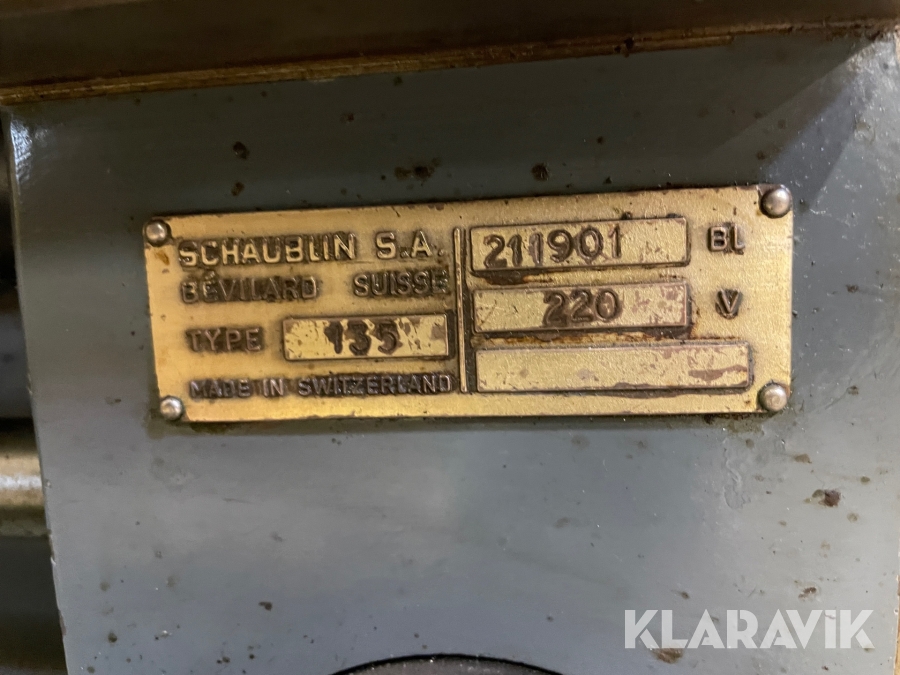 SCHAUBLIN S.A.
BÉVILARD SUISSE
TYPE 135
MADE IN SWITZERLAND
211901 Bl
220 V
KLARAVIK